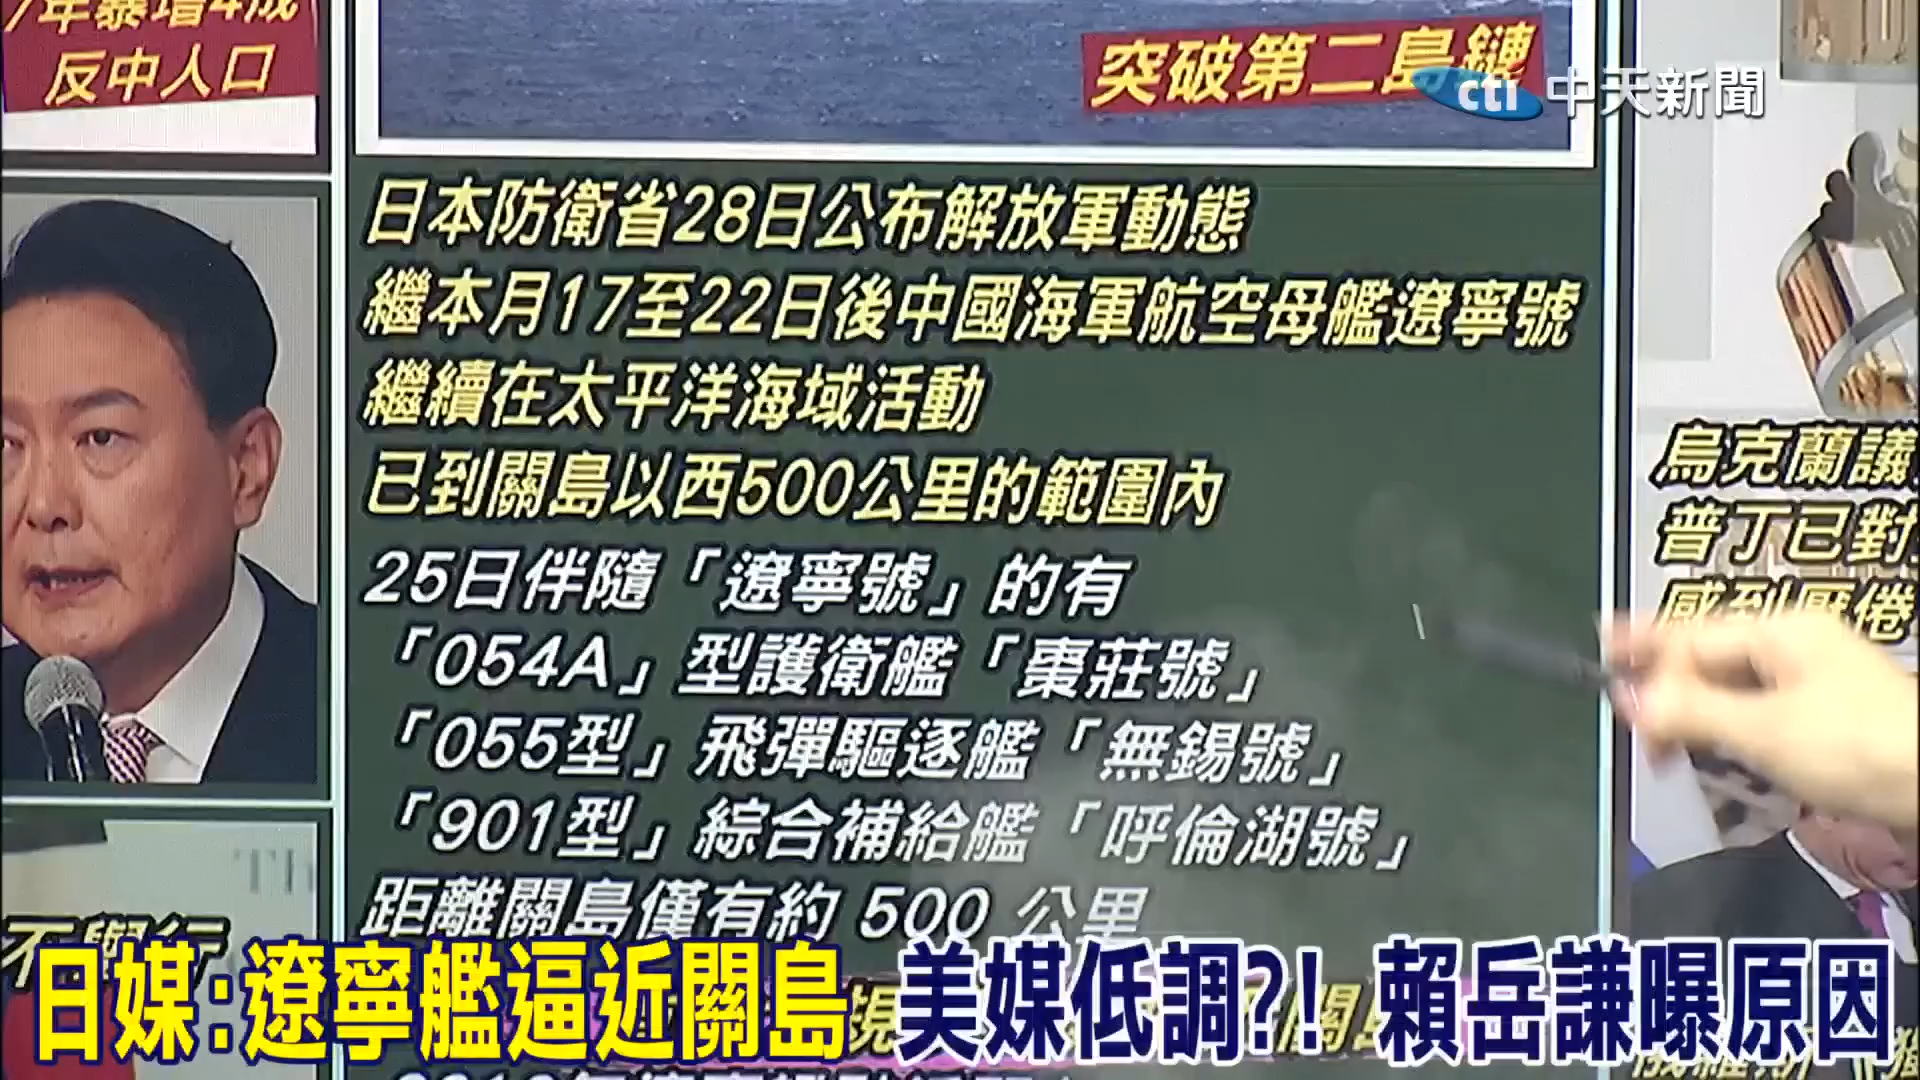 年暴增4成
反中人口
突破第二島鏈
cti 中天新聞
日本防衛省28日公布解放軍動態
繼本月17至22日後中國海軍航空母艦遼寧號
繼續在太平洋海域活動
已到關島以西500公里的範圍內
25日伴隨「遼寧號」的有
「054A」型護衛艦「棗莊號」
「055型」飛彈驅逐艦「無錫號」
「901型」綜合補給艦「呼倫湖號」
距離關島僅有約 500 公里
烏克蘭議
普丁已對
感到厭倦
日媒:遼寧艦逼近關島 美媒低調?! 賴岳謙曝原因